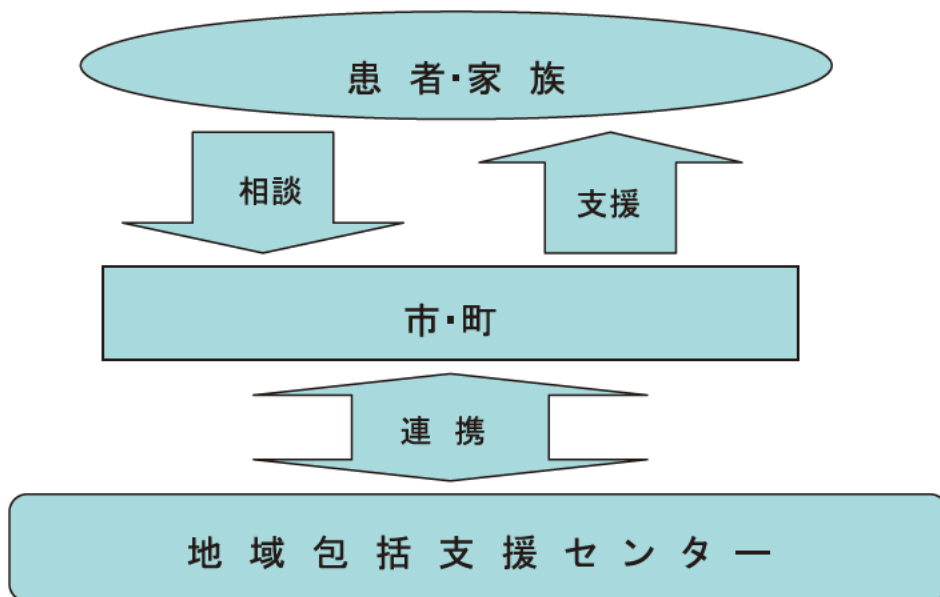 患者・家族
相談
支援
市・町
連携
地域包括支援センター